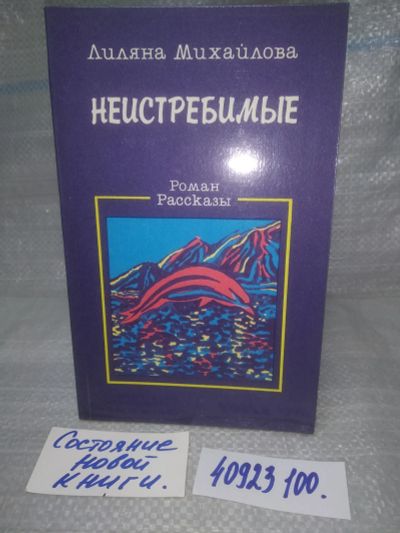 Лиляна Михайлова
НЕИСТРЕБИМЫЕ
Роман
Рассказы
Состояние
новой
книги.
40923 100.